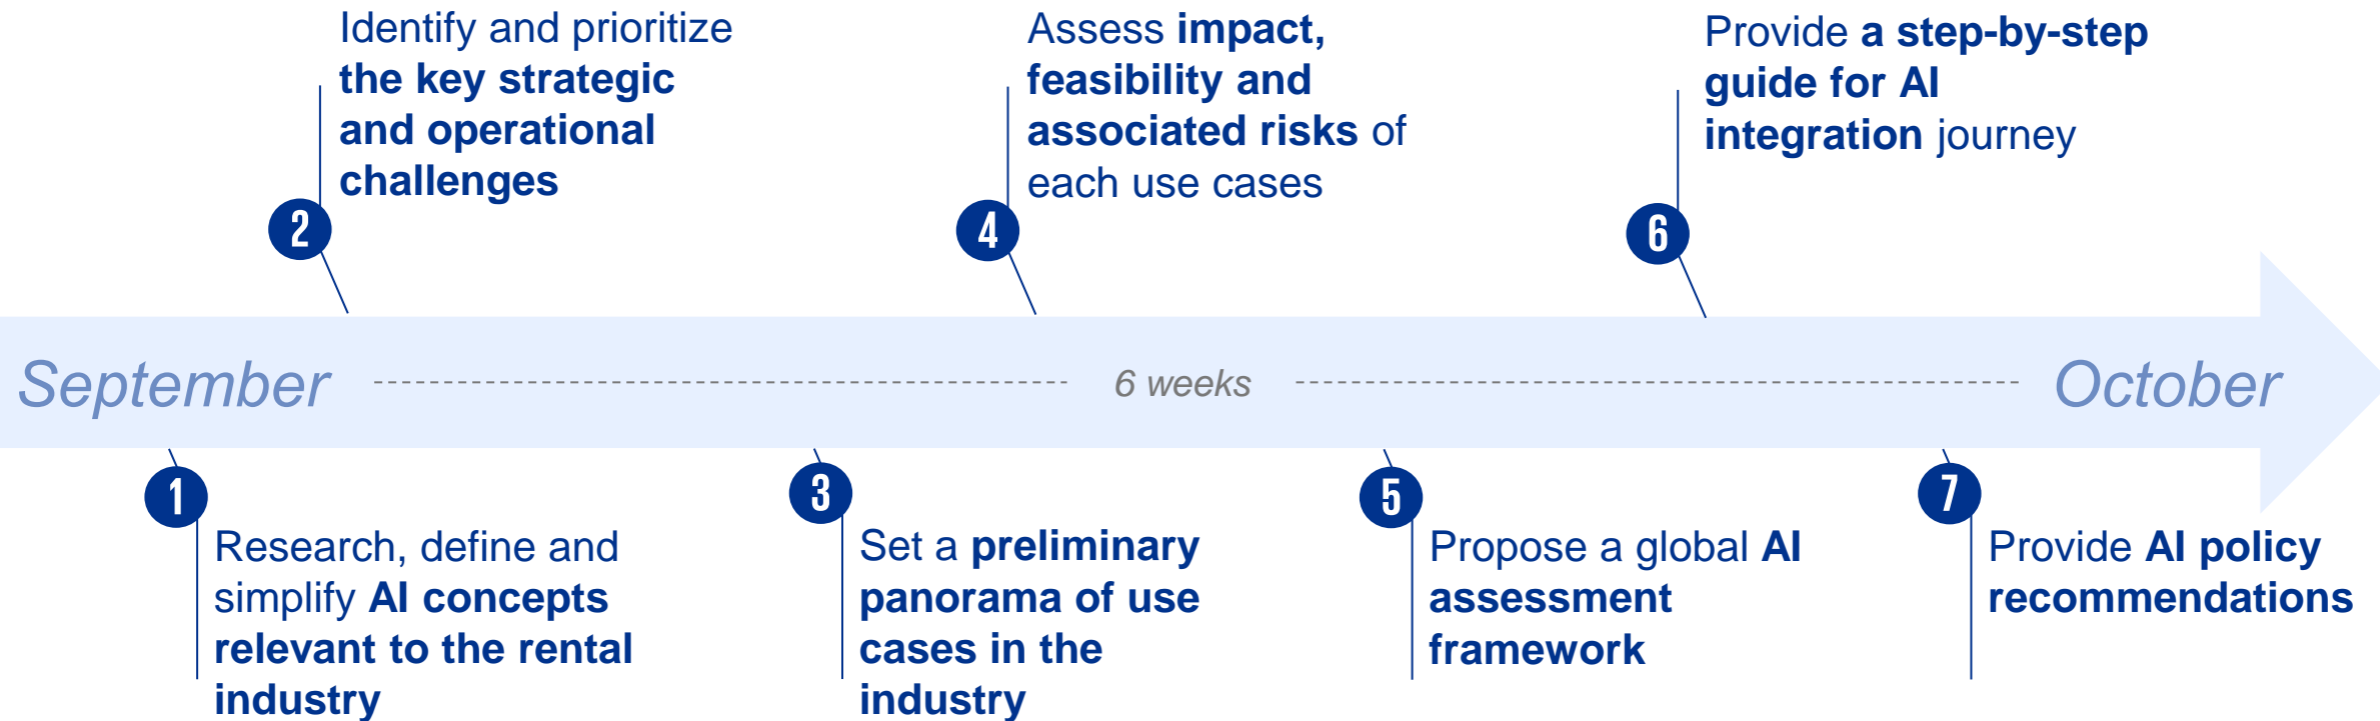 Identify and prioritize
the key strategic
and operational
challenges
2
Assess impact,
feasibility and
associated risks of
each use cases
4
Provide a step-by-step
guide for AI
integration journey
6
September
6 weeks
October
1
Research, define and
simplify AI concepts
relevant to the rental
industry
3
Set a preliminary
panorama of use
cases in the
industry
5
Propose a global AI
assessment
framework
7
Provide AI policy
recommendations